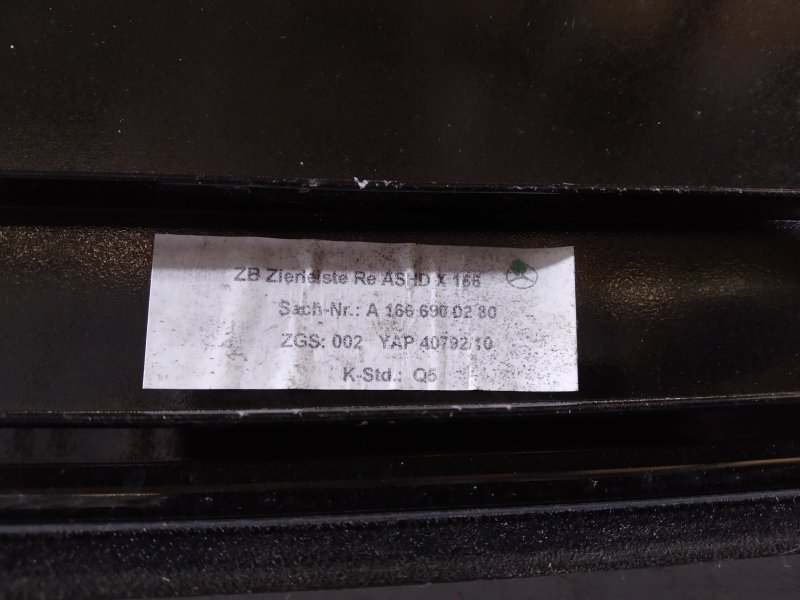 ZB Zierleiste Re ASHD X 166
Sach-Nr.: A 166 690 02 80
ZGS: 002 YAP 40792/10
K-Std.: Q5